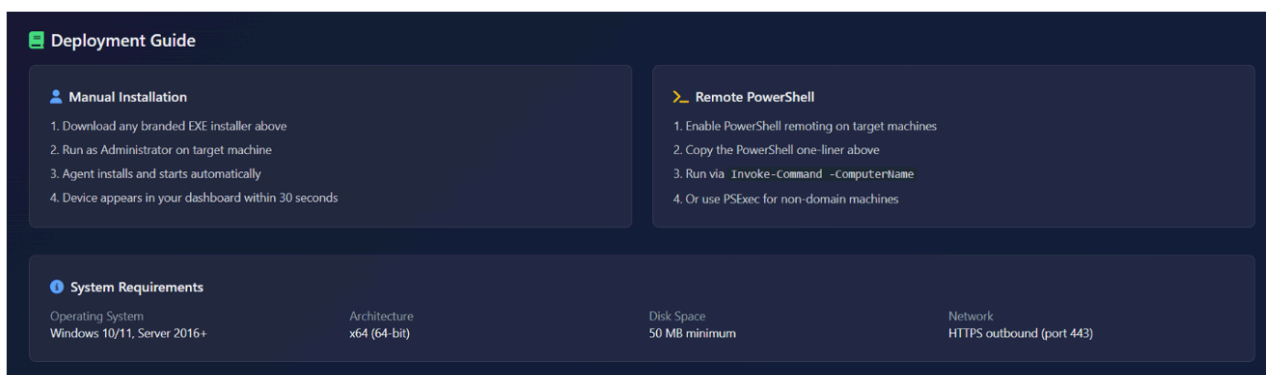 Deployment Guide
Manual Installation
1. Download any branded EXE installer above
2. Run as Administrator on target machine
3. Agent installs and starts automatically
4. Device appears in your dashboard within 30 seconds
Remote PowerShell
1. Enable PowerShell remoting on target machines
2. Copy the PowerShell one-liner above
3. Run via Invoke-Command -ComputerName
4. Or use PSExec for non-domain machines
System Requirements
Operating System
Windows 10/11, Server 2016+
Architecture
x64 (64-bit)
Disk Space
50 MB minimum
Network
HTTPS outbound (port 443)